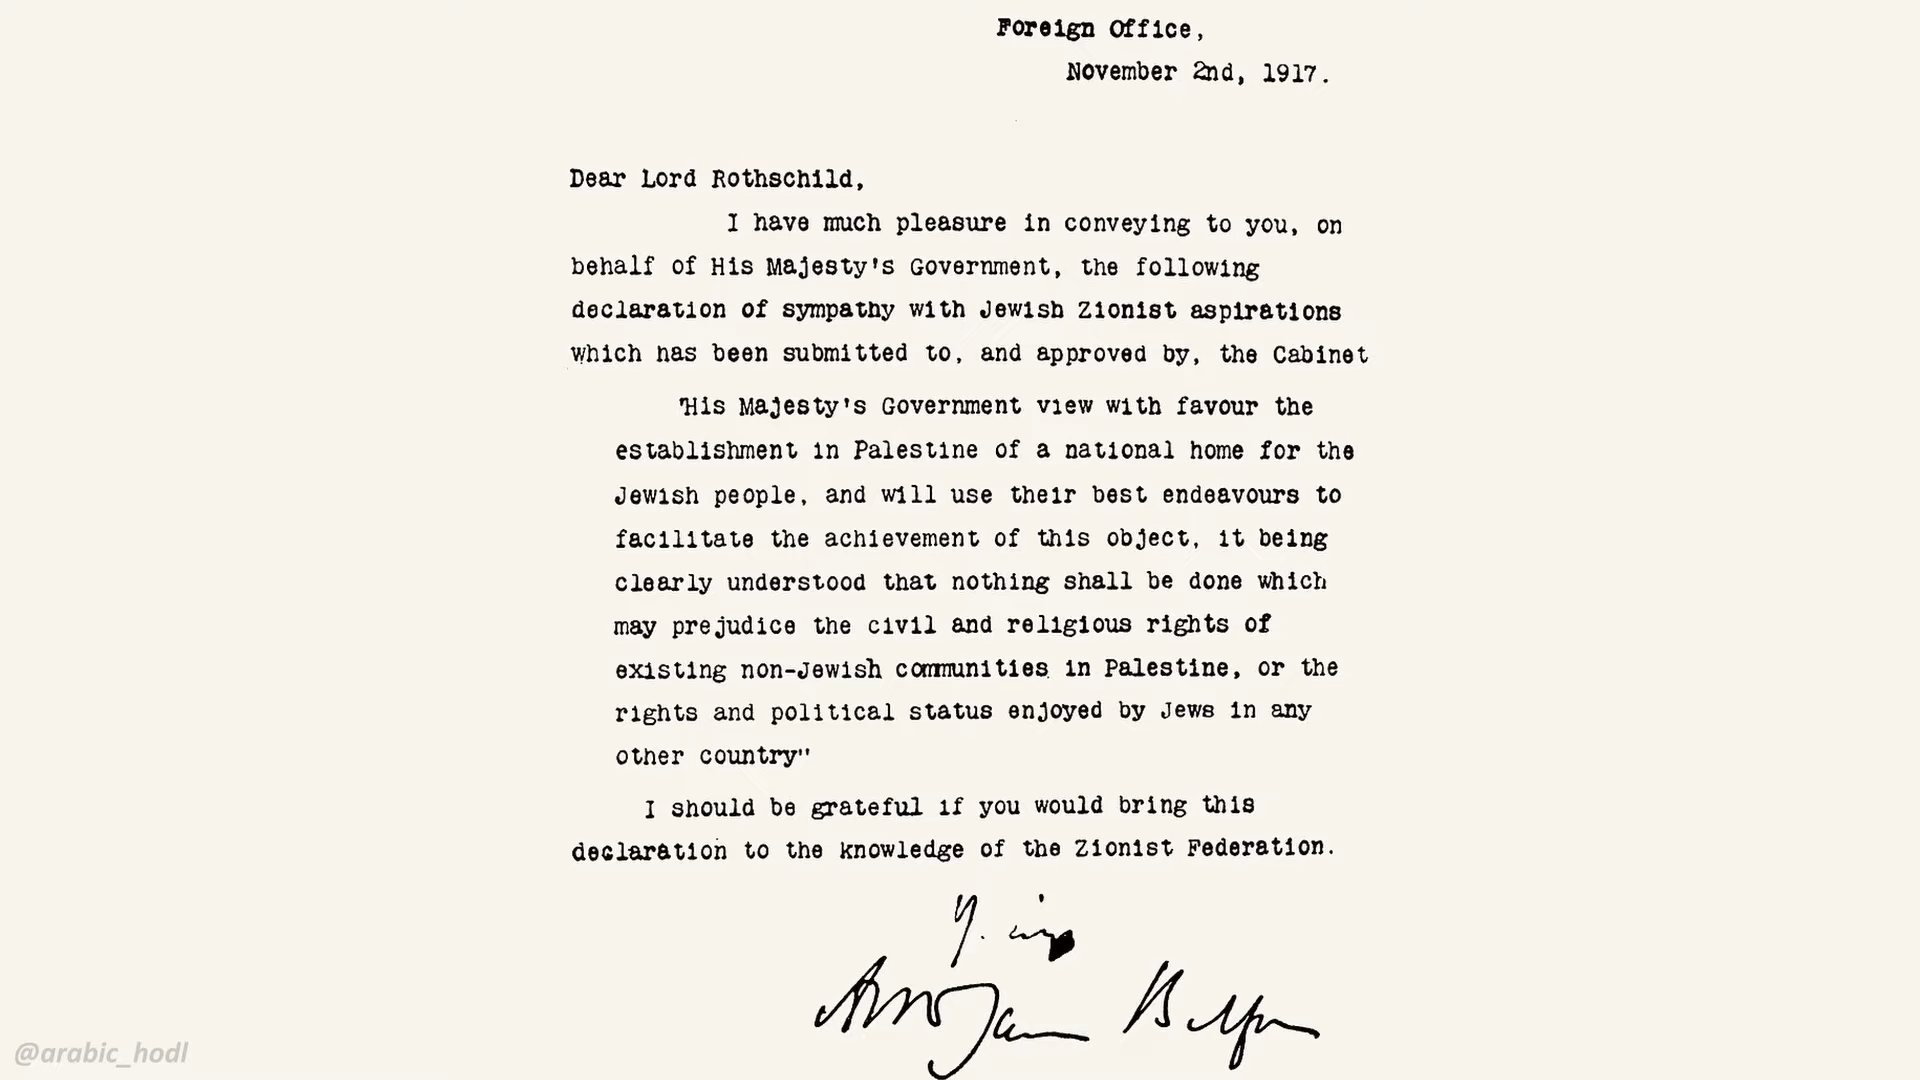 Foreign Office,
November 2nd, 1917.
Dear Lord Rothschild,
I have much pleasure in conveying to you, on
behalf of His Majesty's Government, the following
declaration of sympathy with Jewish Zionist aspirations
which has been submitted to, and approved by, the Cabinet
"His Majesty's Government view with favour the
establishment in Palestine of a national home for the
Jewish people, and will use their best endeavours to
facilitate the achievement of this object, it being
clearly understood that nothing shall be done which
may prejudice the civil and religious rights of
existing non-Jewish communities in Palestine, or the
rights and political status enjoyed by Jews in any
other country"
I should be grateful if you would bring this
declaration to the knowledge of the Zionist Federation.
Arthur James Balfour
@arabic_hodl